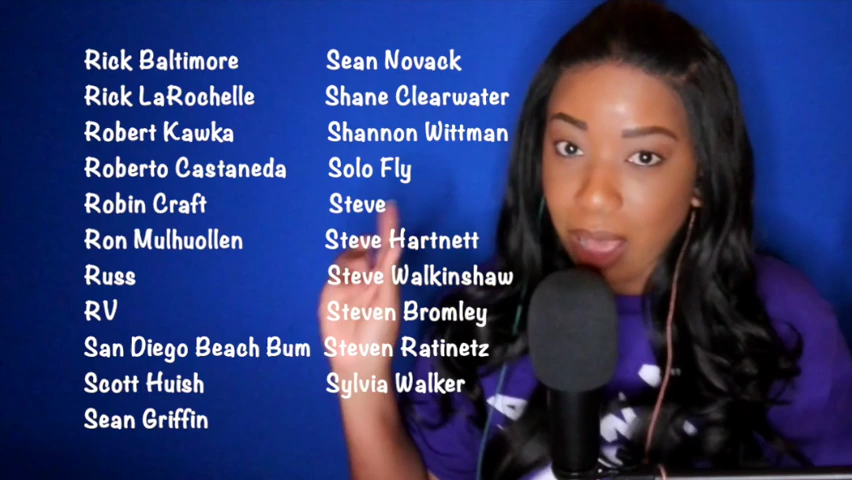 Rick Baltimore
Rick LaRochelle
Robert Kawka
Roberto Castaneda
Robin Craft
Ron Mulhuollen
Russ
RV
San Diego Beach Bum
Scott Huish
Sean Griffin
Sean Novack
Shane Clearwater
Shannon Wittman
Solo Fly
Steve
Steve Hartnett
Steve Walkinshaw
Steven Bromley
Steven Ratinetz
Sylvia Walker